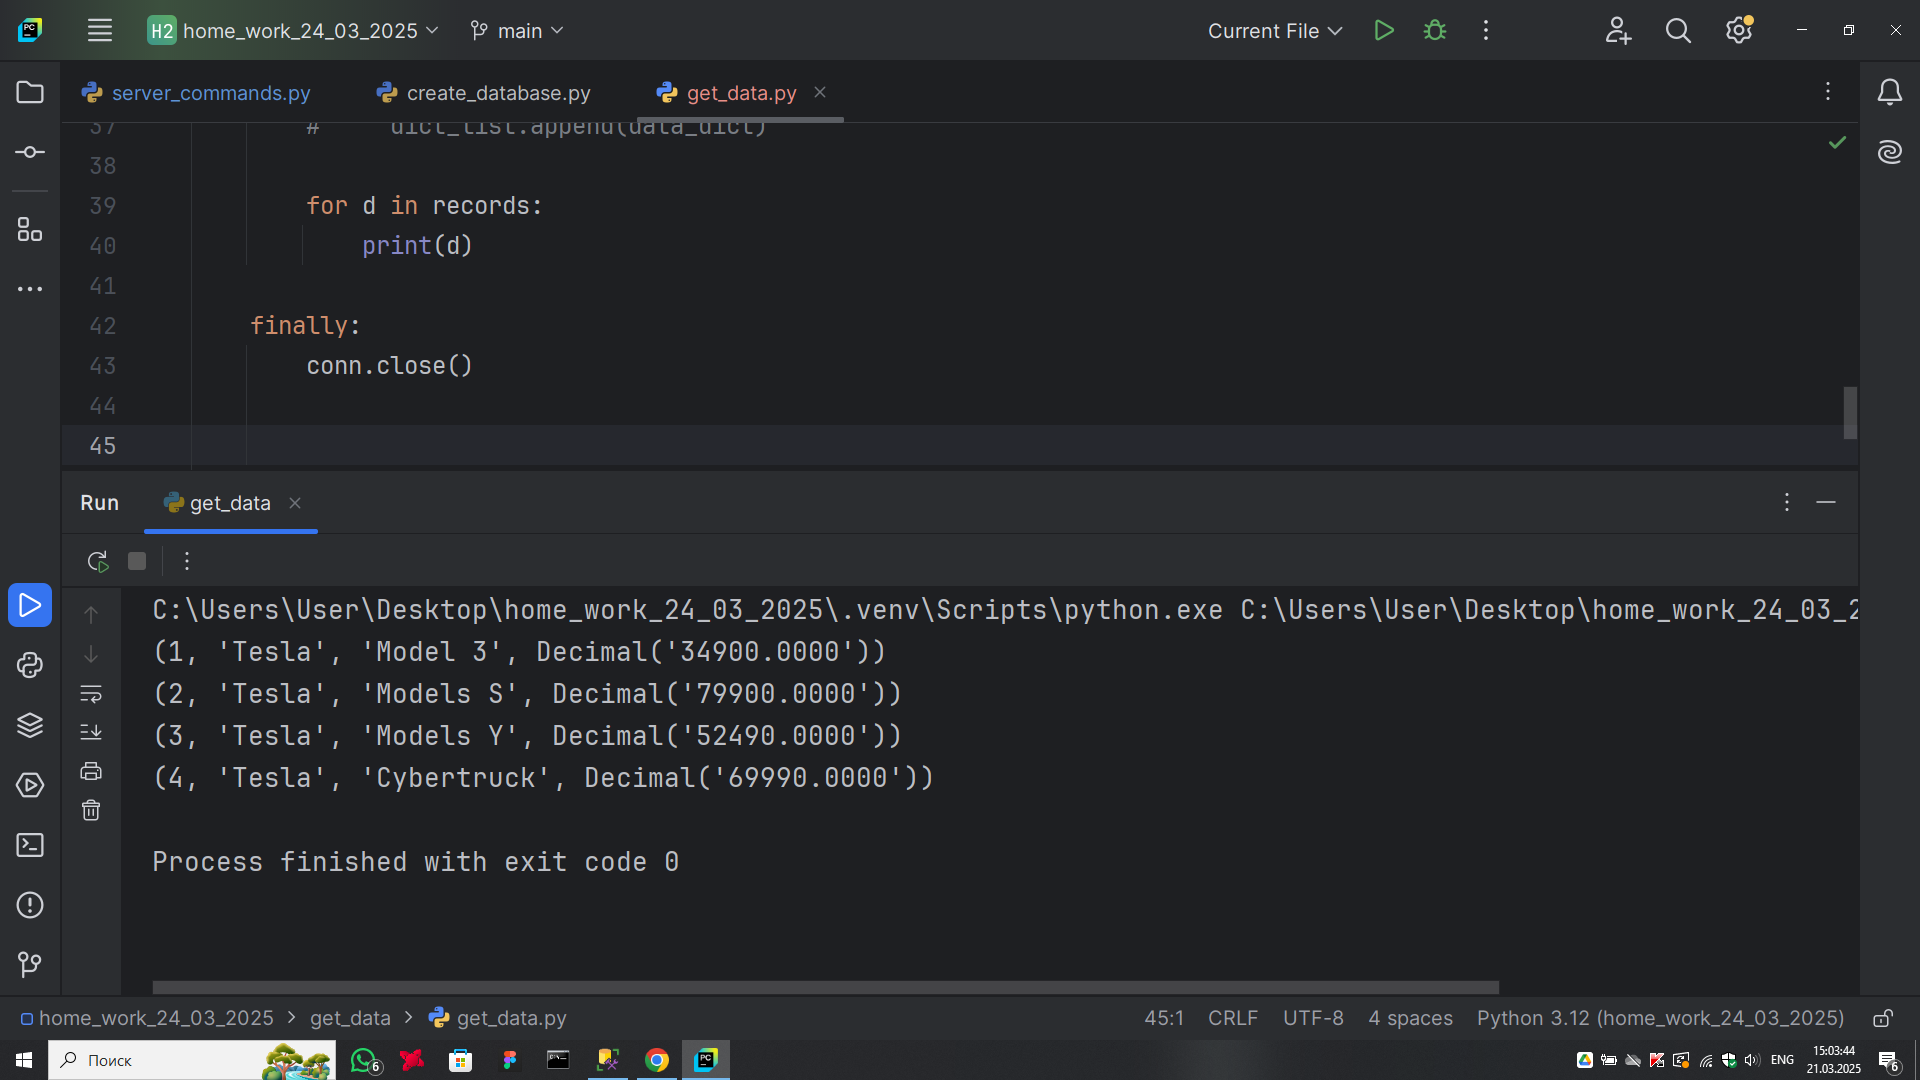 H2 home_work_24_03_2025 main Current File
server_commands.py create_database.py get_data.py
37 # dict_list.append(data_dict)
38
39 for d in records:
40 print(d)
41
42 finally:
43 conn.close()
44
45
Run get_data
C:\Users\User\Desktop\home_work_24_03_2025\.venv\Scripts\python.exe C:\Users\User\Desktop\home_work_24_03_2
(1, 'Tesla', 'Model 3', Decimal('34900.0000'))
(2, 'Tesla', 'Models S', Decimal('79900.0000'))
(3, 'Tesla', 'Models Y', Decimal('52490.0000'))
(4, 'Tesla', 'Cybertruck', Decimal('69990.0000'))
Process finished with exit code 0
home_work_24_03_2025 > get_data > get_data.py 45:1 CRLF UTF-8 4 spaces Python 3.12 (home_work_24_03_2025)
Поиск 6 PC ENG 15:03:44 6
21.03.2025